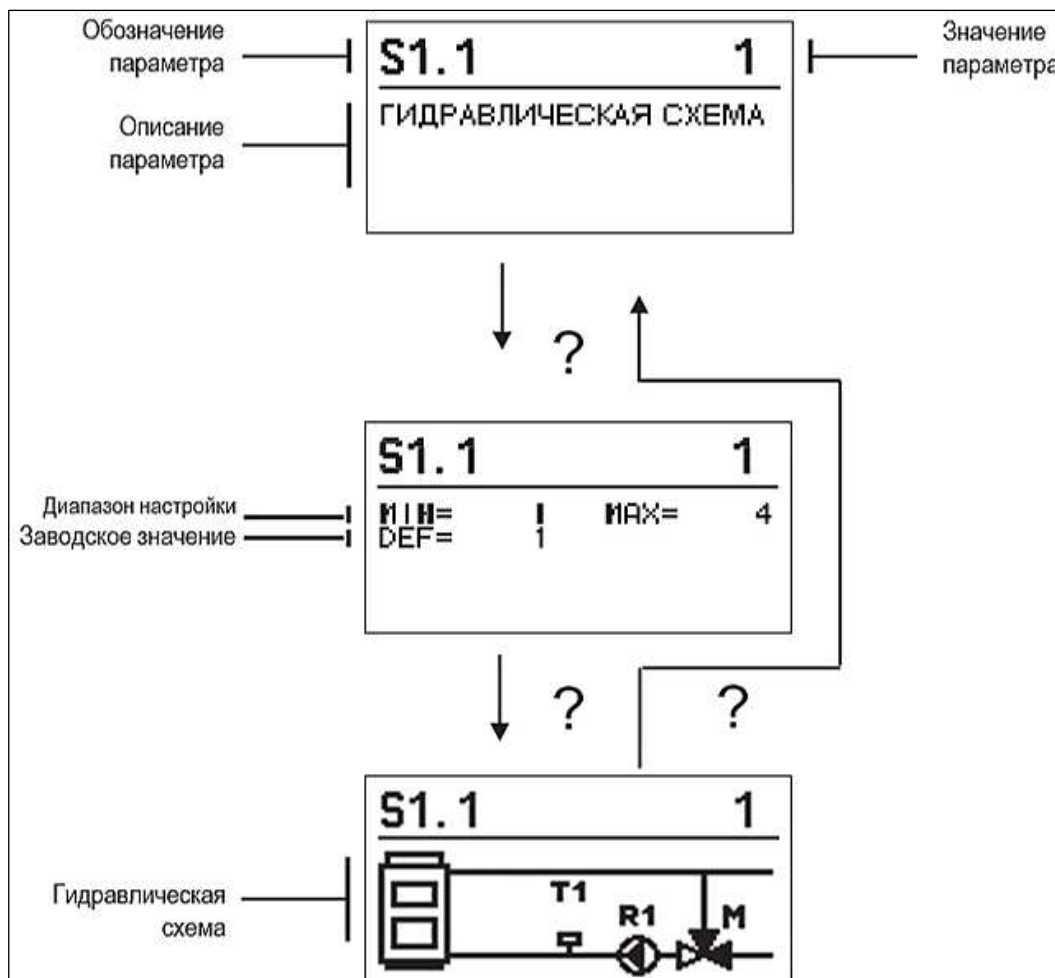 Обозначение
параметра
S1.1 1
Значение
параметра
Описание
параметра
ГИДРАВЛИЧЕСКАЯ СХЕМА
?
S1.1 1
Диапазон настройки
MIN= 1 MAX= 4
Заводское значение
DEF= 1
? ?
S1.1 1
Гидравлическая
схема
T1
R1 M